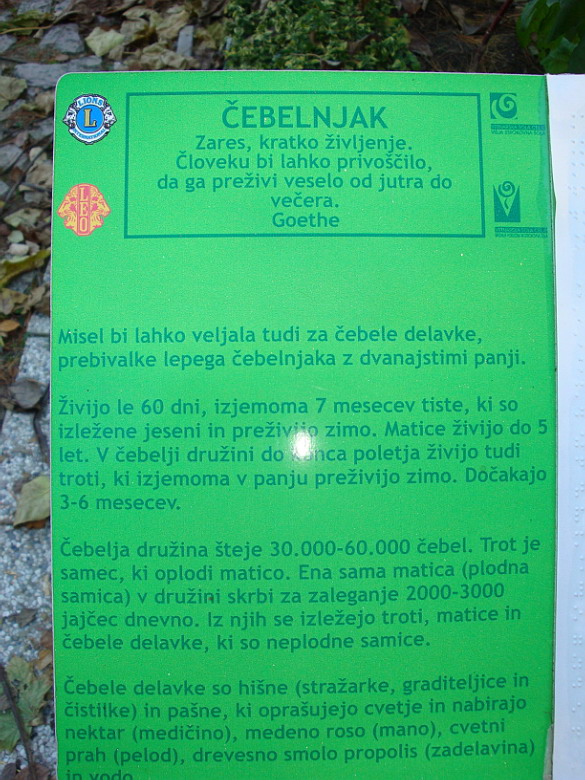 LIONS
L
INTERNATIONAL
LEO
ČEBELNJAK
Zares, kratko življenje.
Človeku bi lahko privoščilo,
da ga preživi veselo od jutra do
večera.
Goethe
Misel bi lahko veljala tudi za čebele delavke,
prebivalke lepega čebelnjaka z dvanajstimi panji.
Živijo le 60 dni, izjemoma 7 mesecev tiste, ki so
izležene jeseni in preživijo zimo. Matice živijo do 5
let. V čebelji družini do konca poletja živijo tudi
troti, ki izjemoma v panju preživijo zimo. Dočakajo
3-6 mesecev.
Čebelja družina šteje 30.000-60.000 čebel. Trot je
samec, ki oplodi matico. Ena sama matica (plodna
samica) v družini skrbi za zaleganje 2000-3000
jajčec dnevno. Iz njih se izležejo troti, matice in
čebele delavke, ki so neplodne samice.
Čebele delavke so hišne (stražarke, graditeljice in
čistilke) in pašne, ki oprašujejo cvetje in nabirajo
nektar (medičino), medeno roso (mano), cvetni
prah (pelod), drevesno smolo propolis (zadelavina)
in vodo